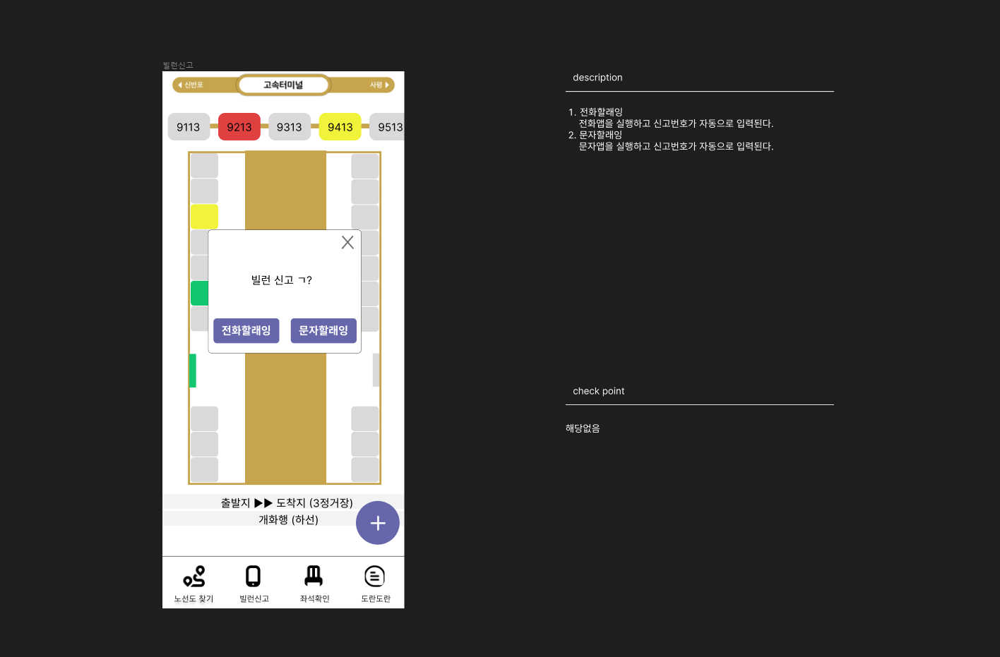 빌런신고
신반포
고속터미널
사평
9113
9213
9313
9413
9513
빌런 신고 ㄱ?
전화할래잉
문자할래잉
출발지 ▶▶ 도착지 (3정거장)
개화행 (하선)
노선도 찾기
빌런신고
좌석확인
도란도란
description
1. 전화할래잉
전화앱을 실행하고 신고번호가 자동으로 입력된다.
2. 문자할래잉
문자앱을 실행하고 신고번호가 자동으로 입력된다.
check point
해당없음